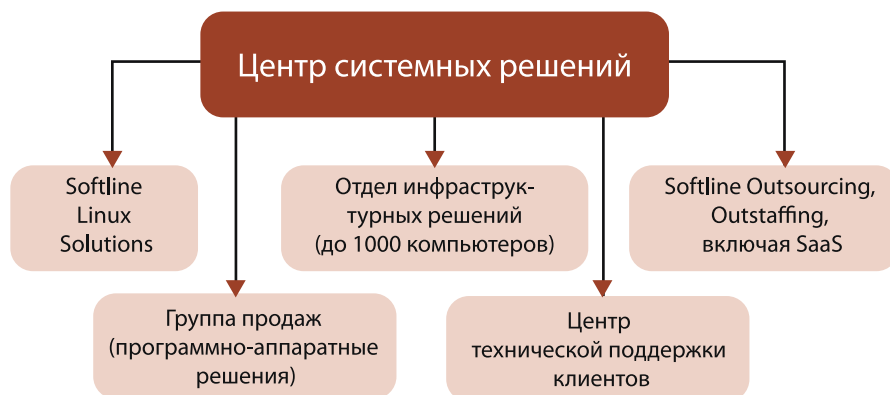 Центр системных решений
Softline
Linux
Solutions
Отдел инфраструк-
турных решений
(до 1000 компьютеров)
Softline Outsourcing,
Outstaffing,
включая SaaS
Группа продаж
(программно-аппаратные
решения)
Центр
технической поддержки
клиентов